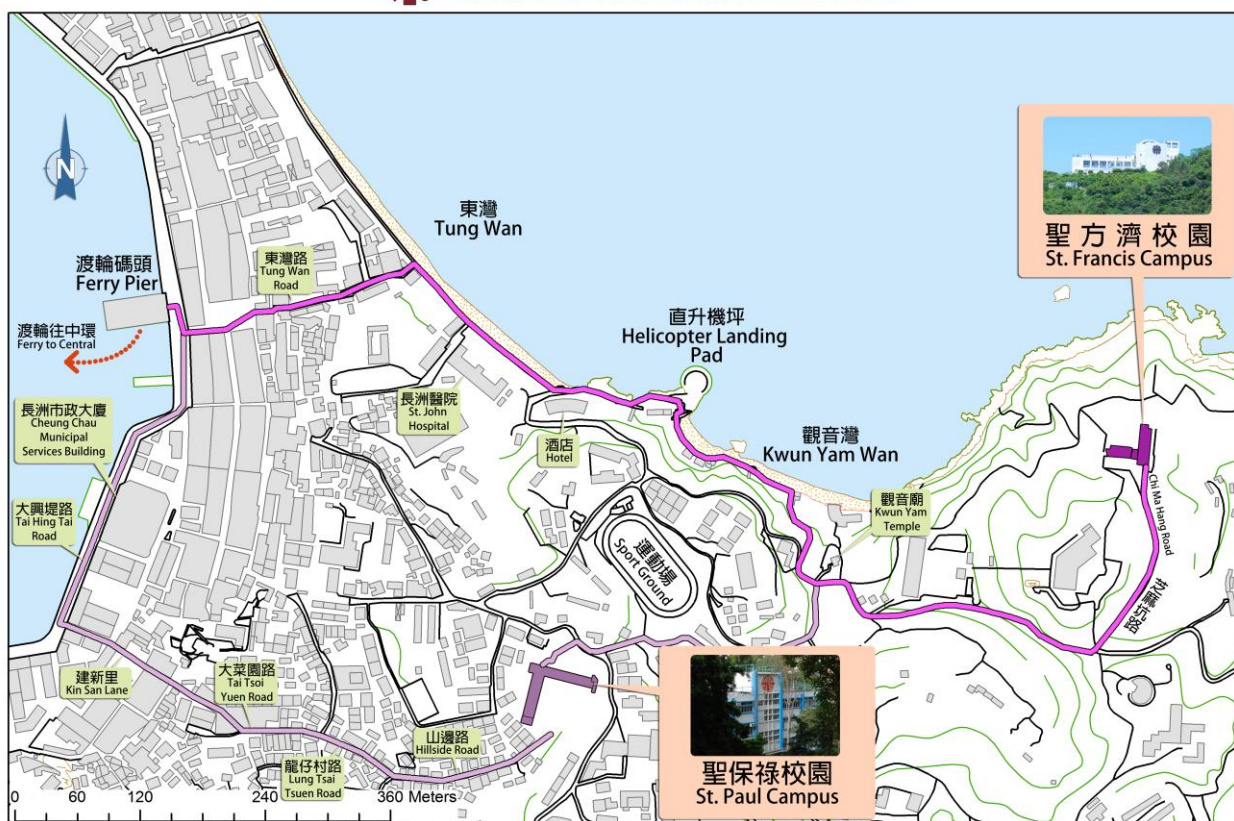 N
東灣
Tung Wan
聖方濟校園
St. Francis Campus
渡輪碼頭
Ferry Pier
東灣路
Tung Wan
Road
渡輪往中環
Ferry to Central
直升機坪
Helicopter Landing
Pad
長洲市政大廈
Cheung Chau
Municipal
Services Building
長洲醫院
St. John
Hospital
酒店
Hotel
觀音灣
Kwun Yam Wan
觀音廟
Kwun Yam
Temple
Chi Ma Hang Road
芝麻坑路
大興堤路
Tai Hing Tai
Road
運動場
Sport Ground
建新里
Kin San Lane
大菜園路
Tai Tsoi
Yuen Road
山邊路
Hillside Road
龍仔村路
Lung Tsai
Tsuen Road
聖保祿校園
St. Paul Campus
0 60 120 240 360 Meters